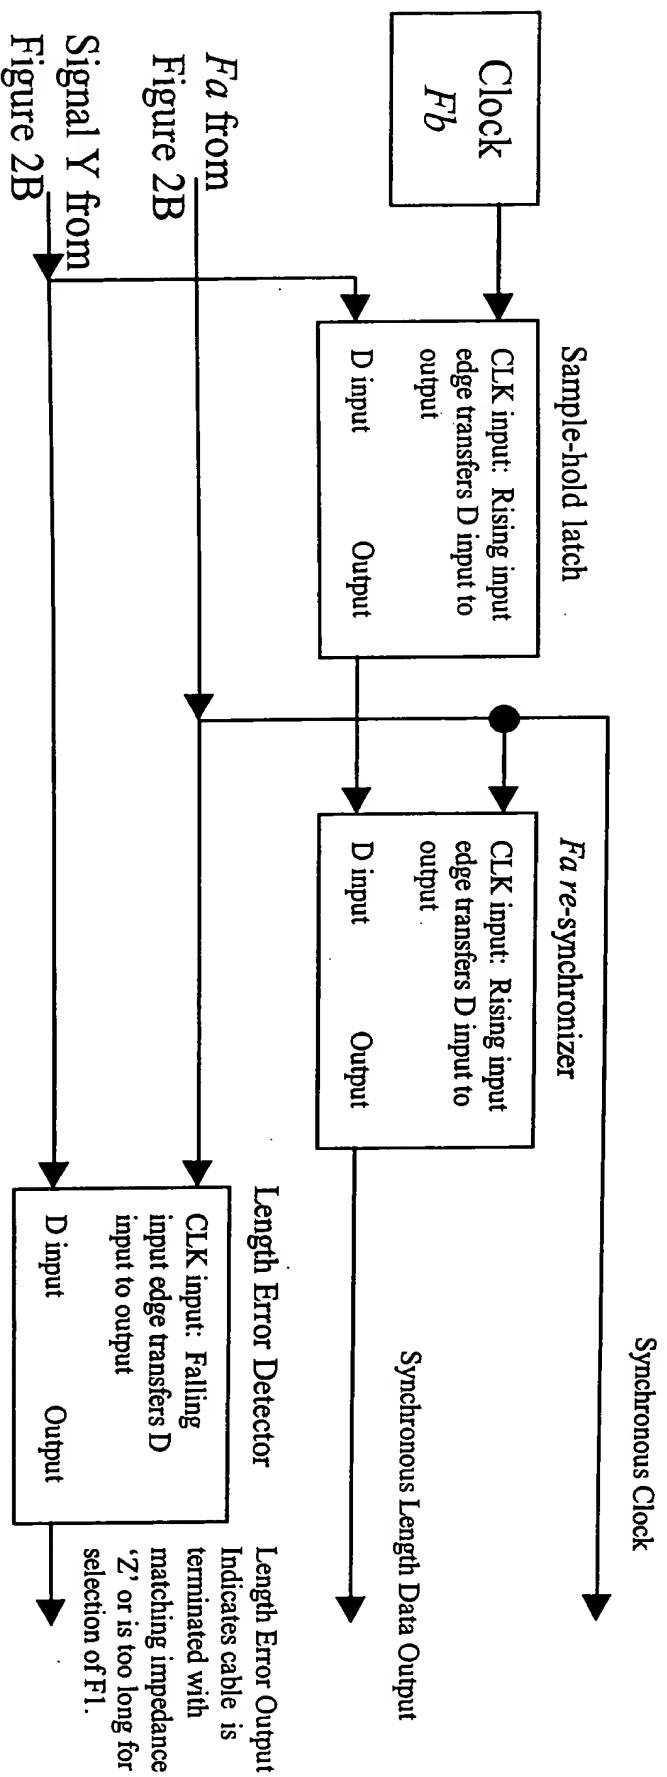 Clock
Fb
Sample-hold latch
CLK input: Rising input
edge transfers D input to
output
D input Output
Fa re-synchronizer
CLK input: Rising input
edge transfers D input to
output
D input Output
Synchronous Clock
Synchronous Length Data Output
Fa from
Figure 2B
Signal Y from
Figure 2B
Length Error Detector
CLK input: Falling
input edge transfers D
input to output
D input Output
Length Error Output
Indicates cable is
terminated with
matching impedance
‘Z’ or is too long for
selection of F1.